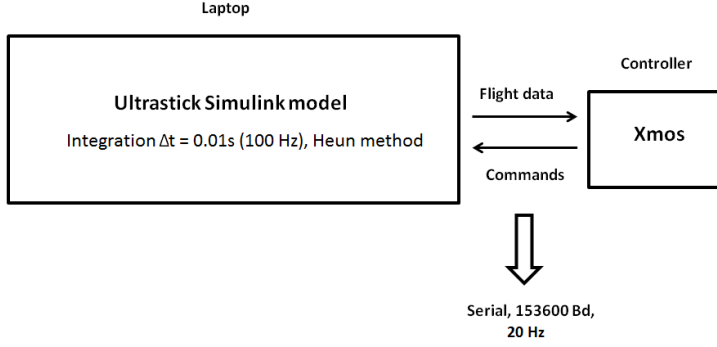 Laptop
Ultrastick Simulink model
Integration Δt = 0.01s (100 Hz), Heun method
Flight data
Commands
Controller
Xmos
Serial, 153600 Bd,
20 Hz